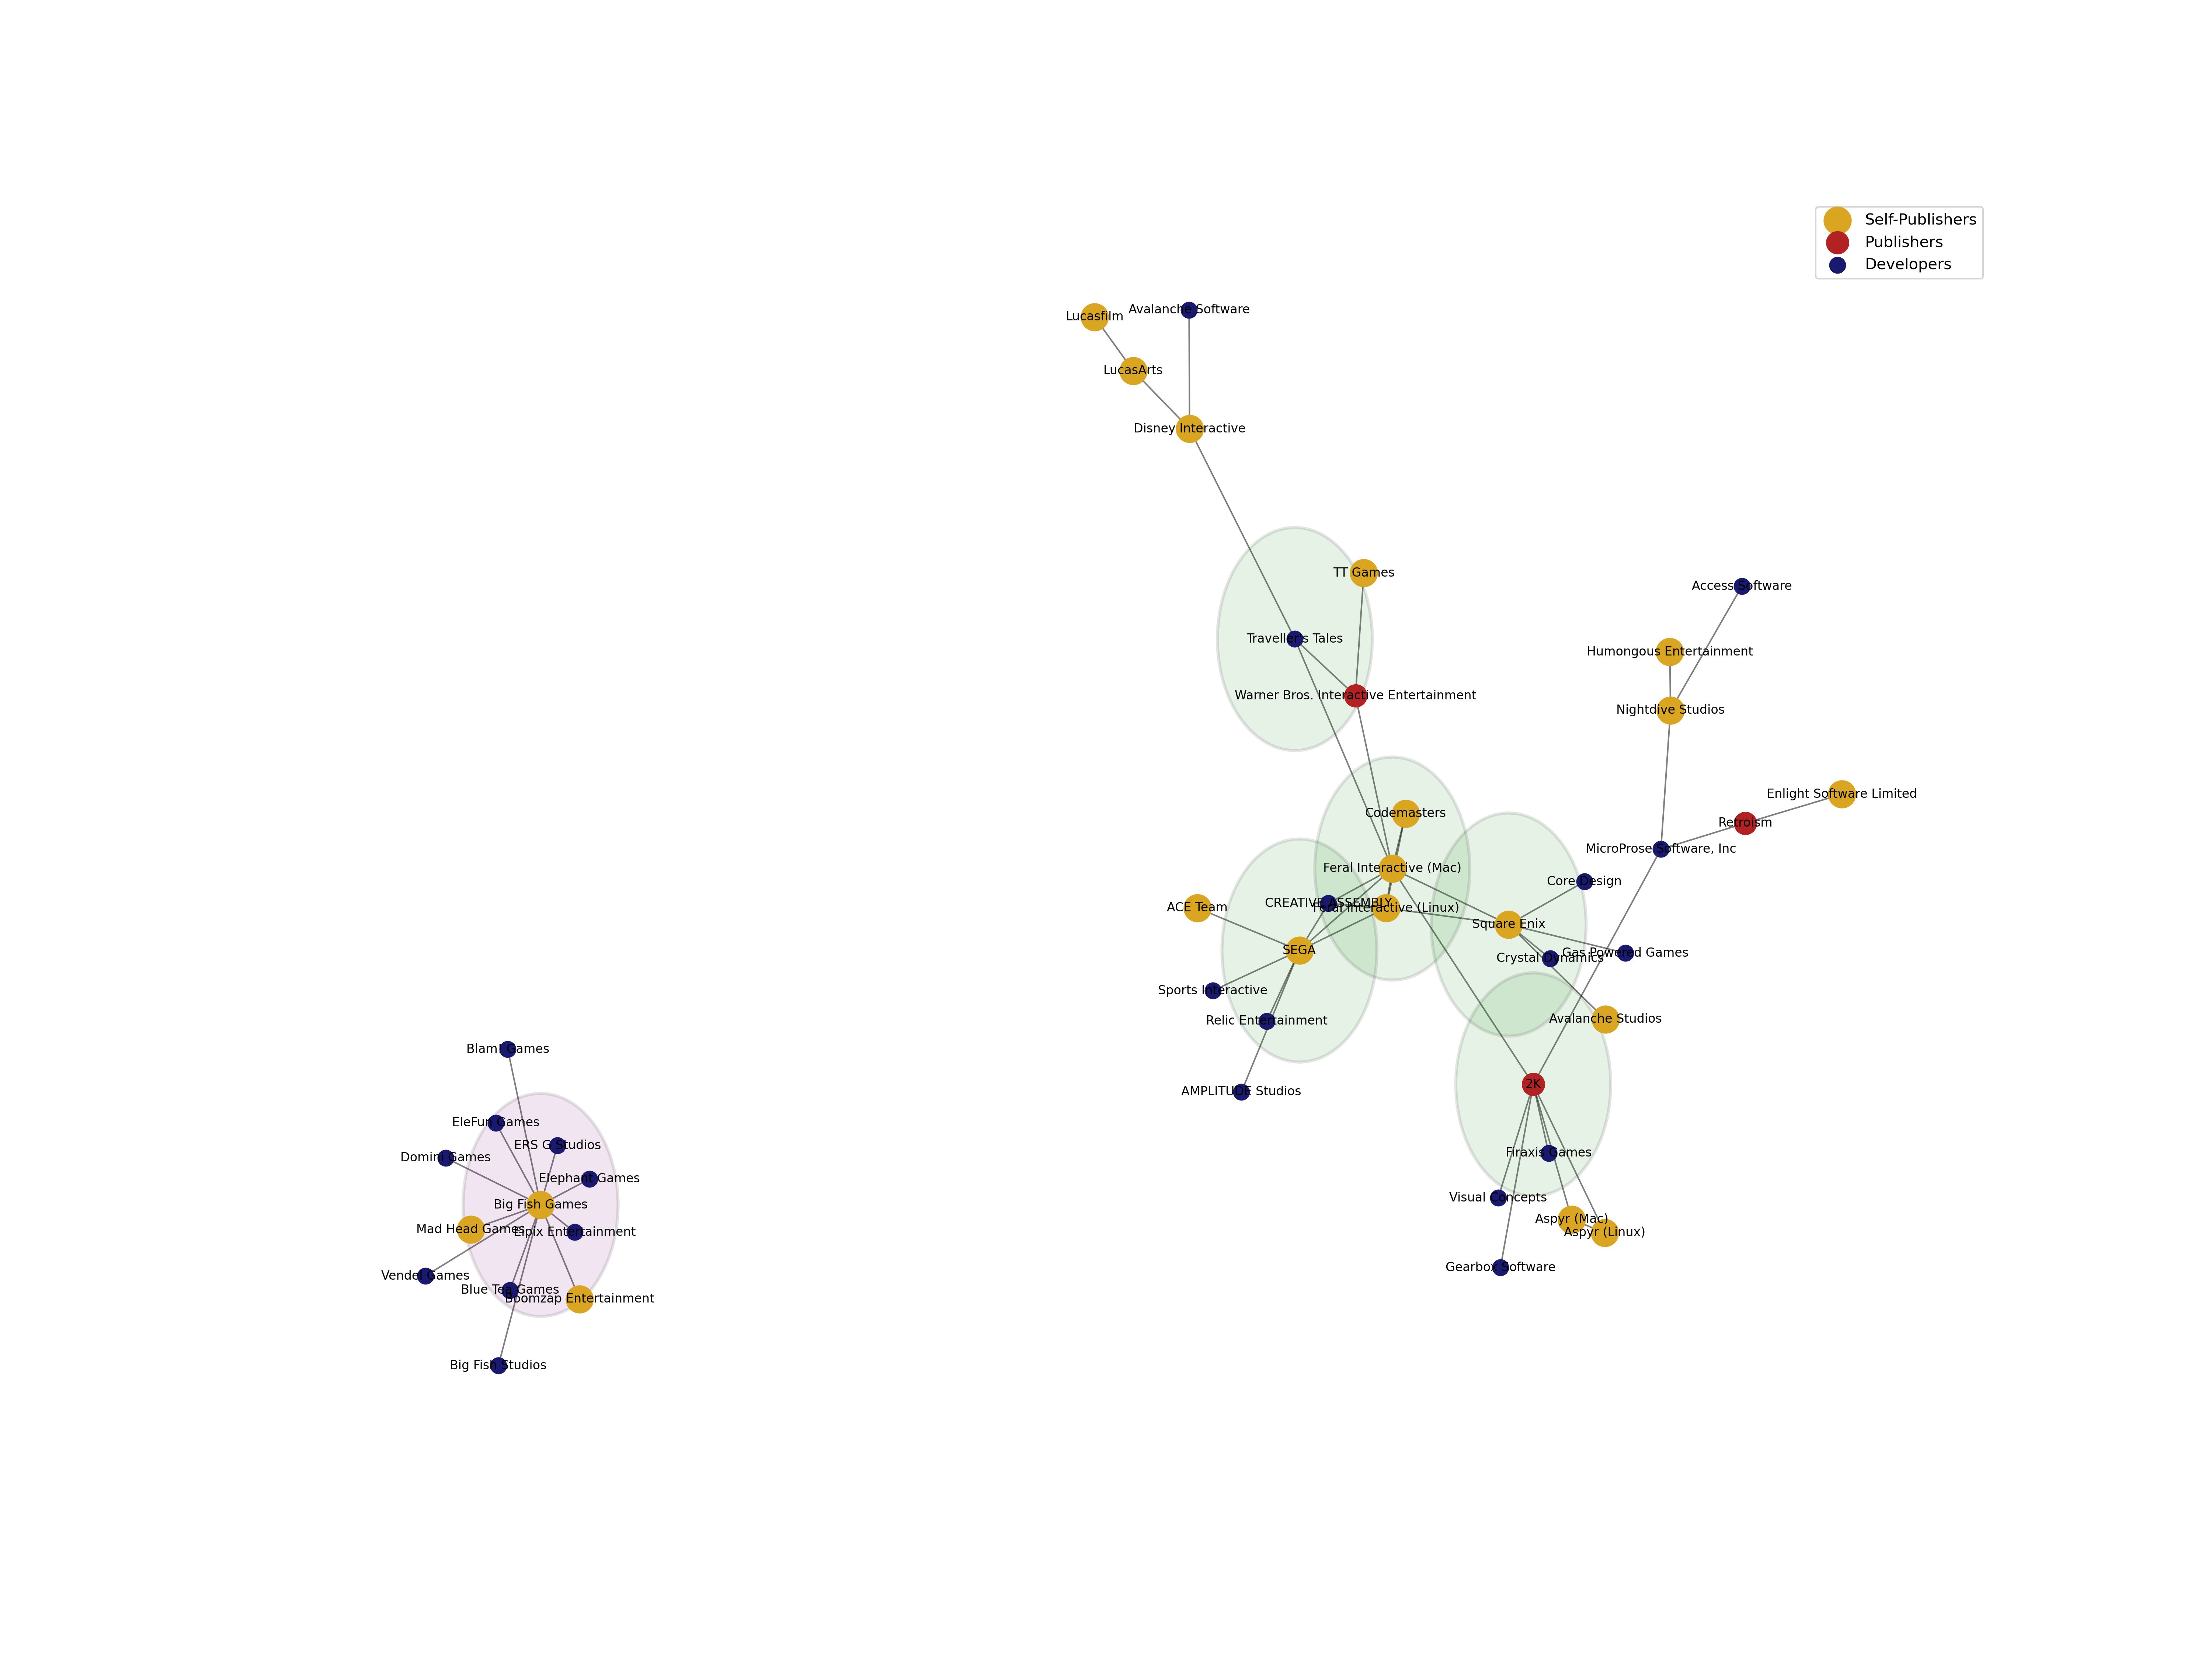 Self-Publishers
Publishers
Developers
Lucasfilm
Avalanche Software
LucasArts
Disney Interactive
TT Games
Access Software
Traveller's Tales
Humongous Entertainment
Warner Bros. Interactive Entertainment
Nightdive Studios
Enlight Software Limited
Codemasters
Retroism
MicroProse Software, Inc
Feral Interactive (Mac)
Core Design
CREATIVE ASSEMBLY
Feral Interactive (Linux)
ACE Team
Square Enix
SEGA
Gas Powered Games
Crystal Dynamics
Sports Interactive
Avalanche Studios
Relic Entertainment
Blam! Games
2K
AMPLITUDE Studios
EleFun Games
ERS G Studios
Firaxis Games
Domini Games
Elephant Games
Visual Concepts
Big Fish Games
Aspyr (Mac)
Mad Head Games
Eipix Entertainment
Aspyr (Linux)
Gearbox Software
Vendel Games
Blue Tea Games
Boomzap Entertainment
Big Fish Studios